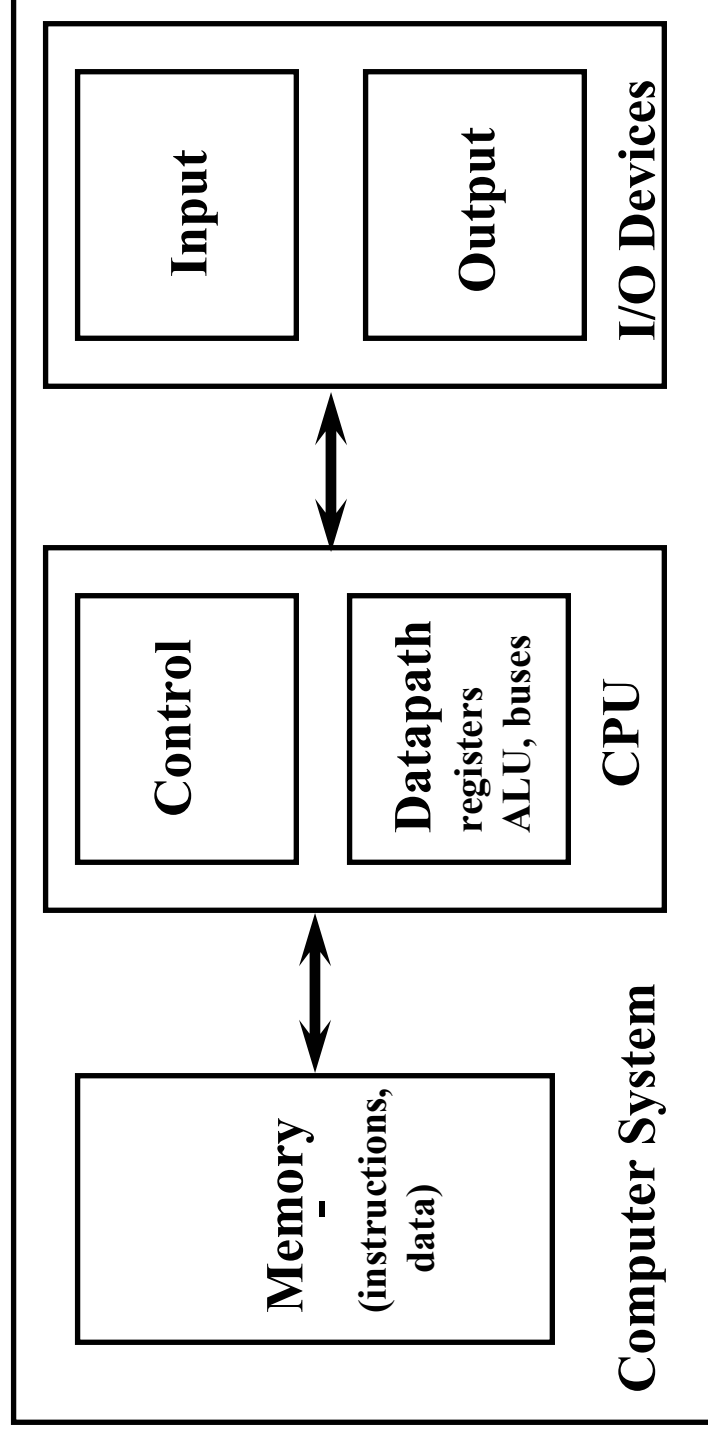 Memory
-
(instructions,
data)
Computer System
Control
Datapath
registers
ALU, buses
CPU
Input
Output
I/O Devices